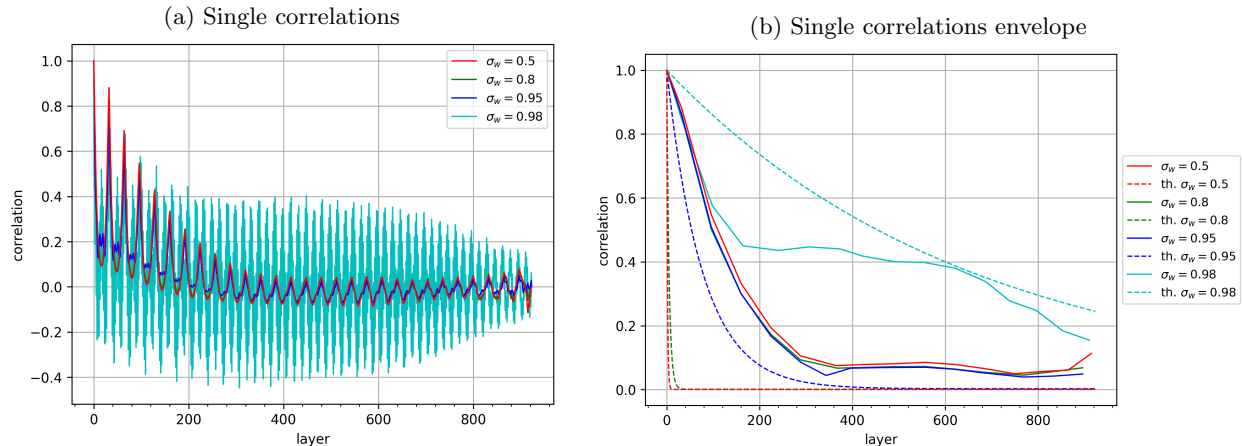 (a) Single correlations
1.0
0.8
0.6
0.4
0.2
0.0
−0.2
−0.4
correlation
0
200
400
600
800
layer
σw = 0.5
σw = 0.8
σw = 0.95
σw = 0.98
(b) Single correlations envelope
1.0
0.8
0.6
0.4
0.2
0.0
correlation
0
200
400
600
800
layer
σw = 0.5
th. σw = 0.5
σw = 0.8
th. σw = 0.8
σw = 0.95
th. σw = 0.95
σw = 0.98
th. σw = 0.98